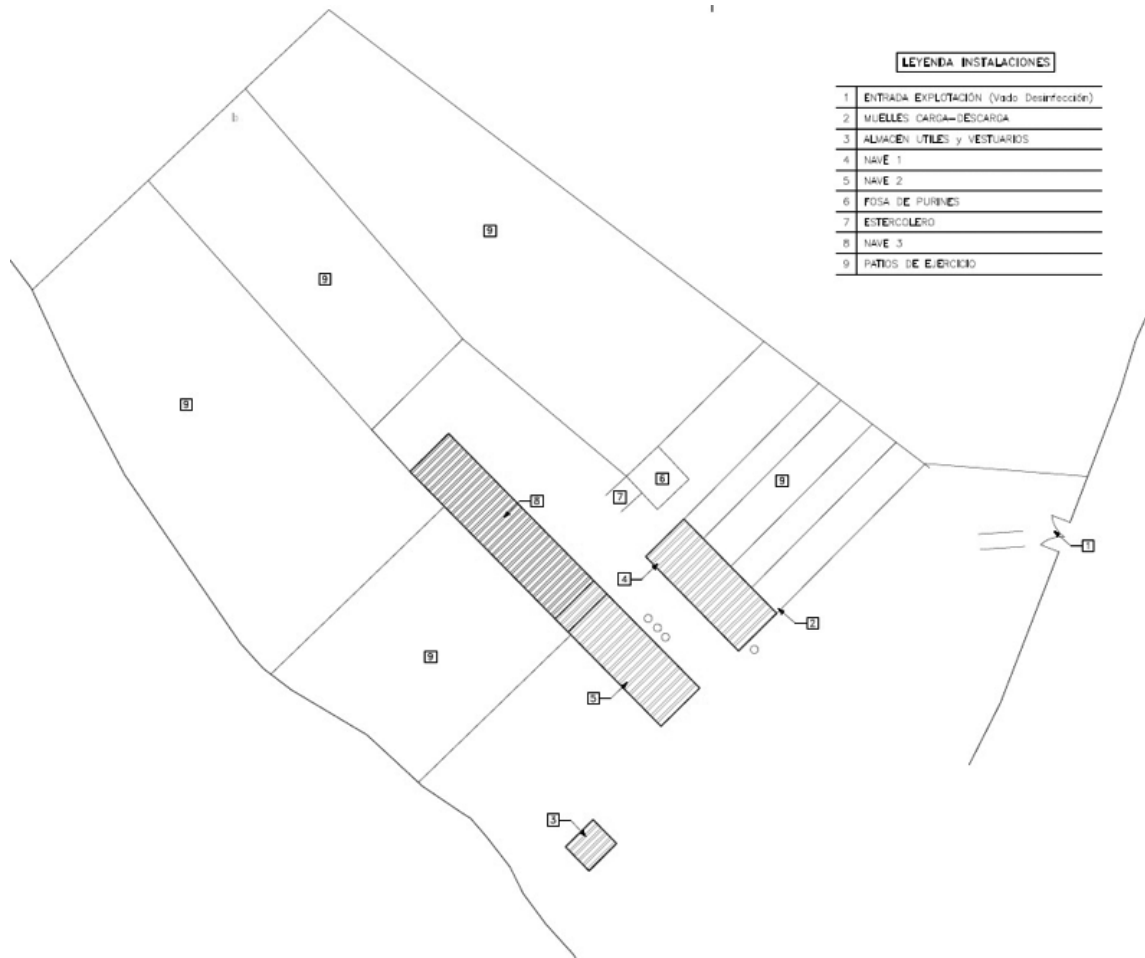 LEYENDA INSTALACIONES
1 ENTRADA EXPLOTACIÓN (Vado Desinfección)
2 MUELLES CARGA-DESCARGA
3 ALMACEN UTILES y VESTUARIOS
4 NAVE 1
5 NAVE 2
6 FOSA DE PURINES
7 ESTERCOLERO
8 NAVE 3
9 PATIOS DE EJERCICIO
9
9
9
6
9
7
8
1
4
2
9
5
3